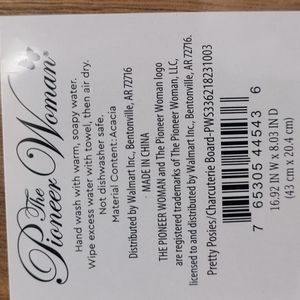 The
Pioneer Woman®
Hand wash with warm, soapy water.
Wipe excess water with towel, then air dry.
Not dishwasher safe.
Material Content: Acacia
Distributed by Walmart Inc., Bentonville, AR 72716
MADE IN CHINA
THE PIONEER WOMAN and The Pioneer Woman logo
are registered trademarks of The Pioneer Woman, LLC,
licensed to and distributed by Walmart Inc., Bentonville, AR 72716.
Pretty Posies/Charcuterie Board-PWS336218231003
7 65305 44543 6
16.92 IN W x 8.03 IN D
(43 cm x 20.4 cm)